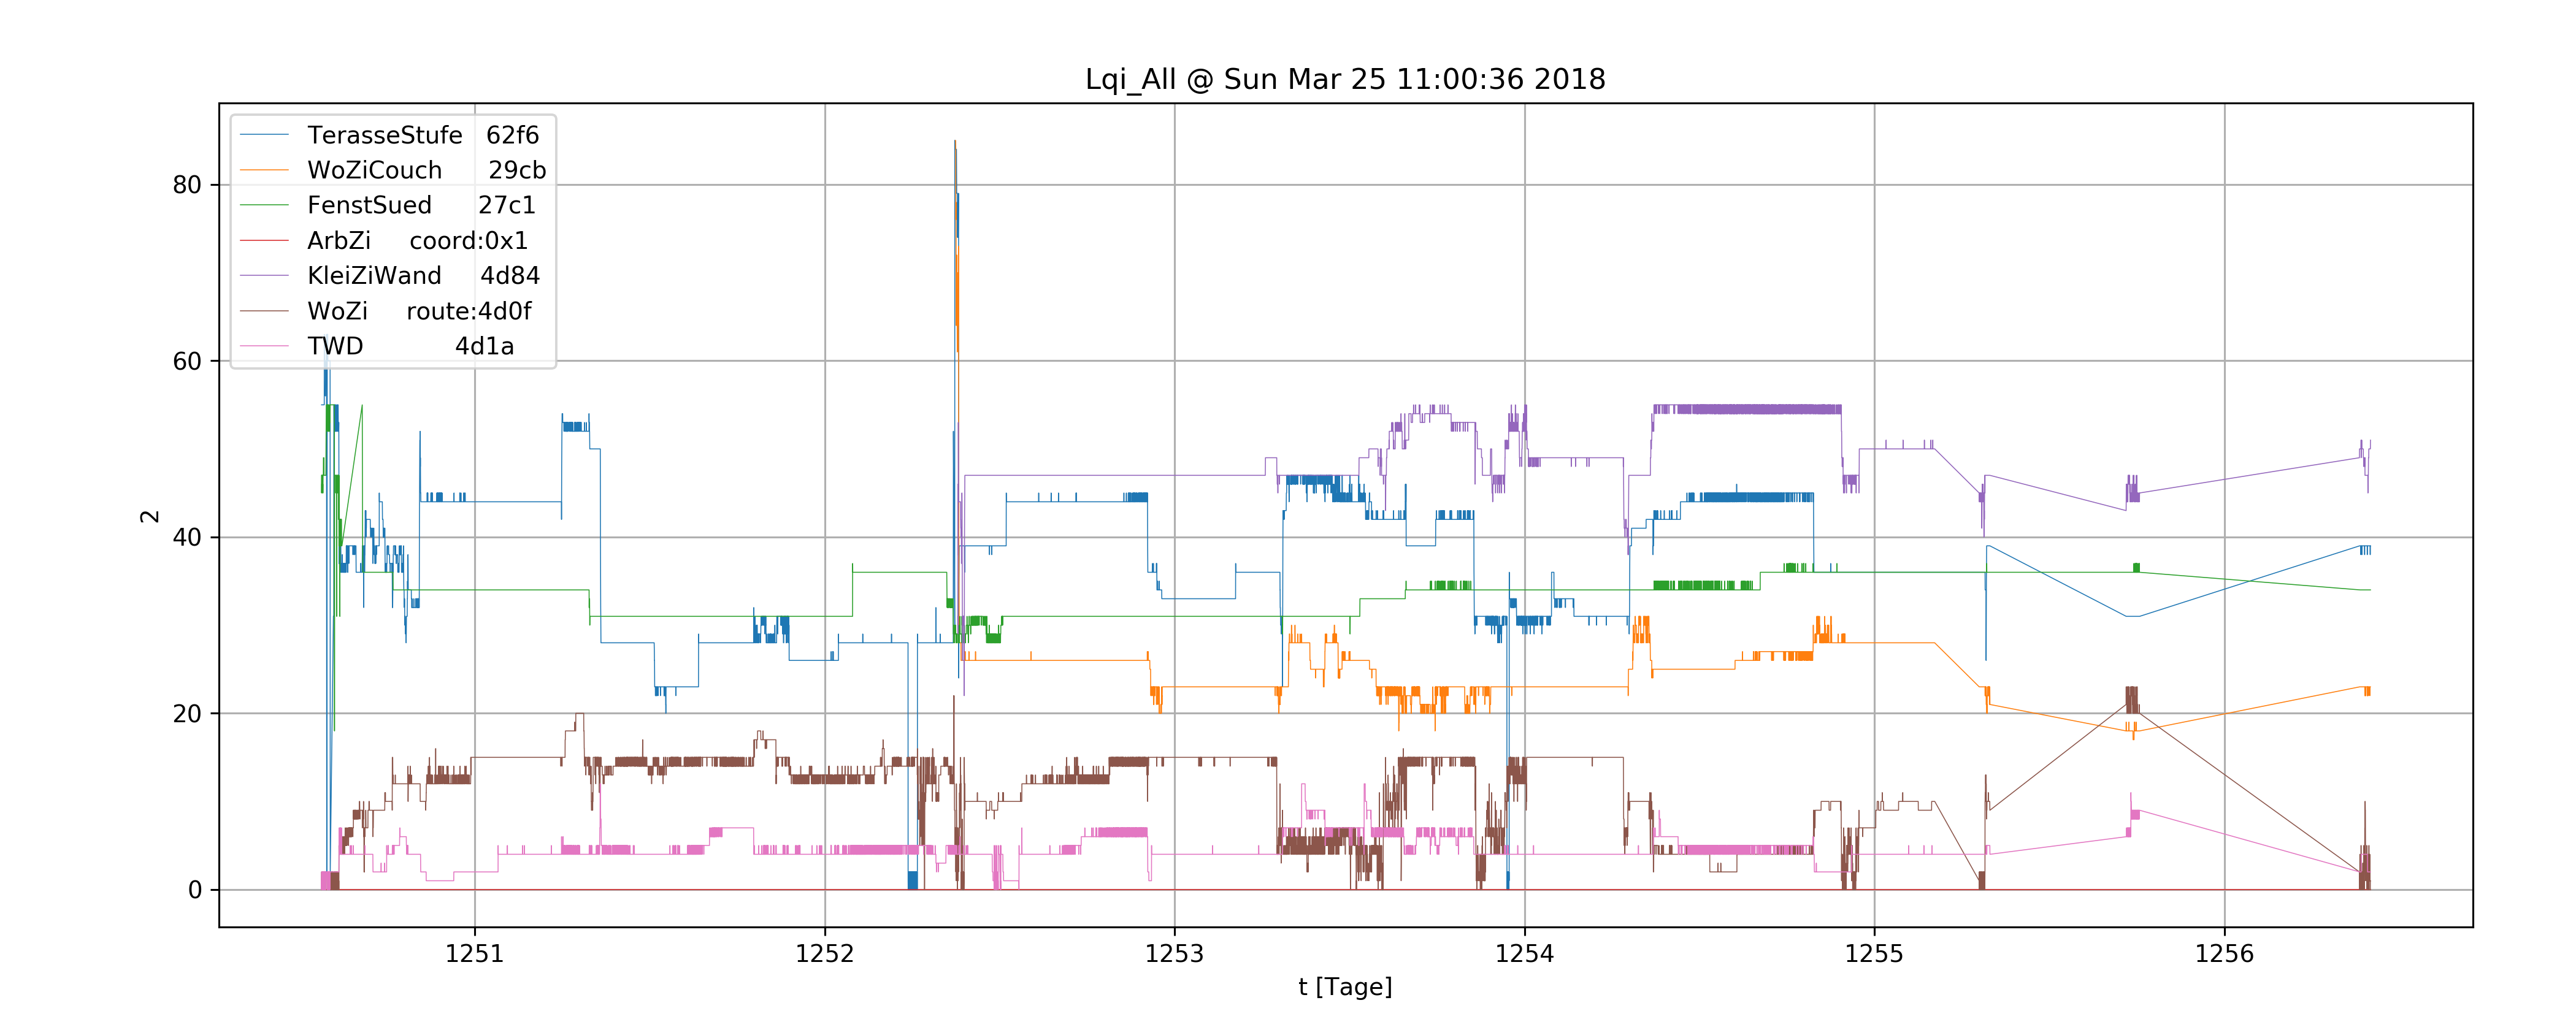 Lqi_All @ Sun Mar 25 11:00:36 2018
TerasseStufe 62f6
WoZiCouch 29cb
FenstSued 27c1
ArbZi coord:0x1
KleiZiWand 4d84
WoZi route:4d0f
TWD 4d1a
80
60
40
20
0
2
1251 1252 1253 1254 1255 1256
t [Tage]